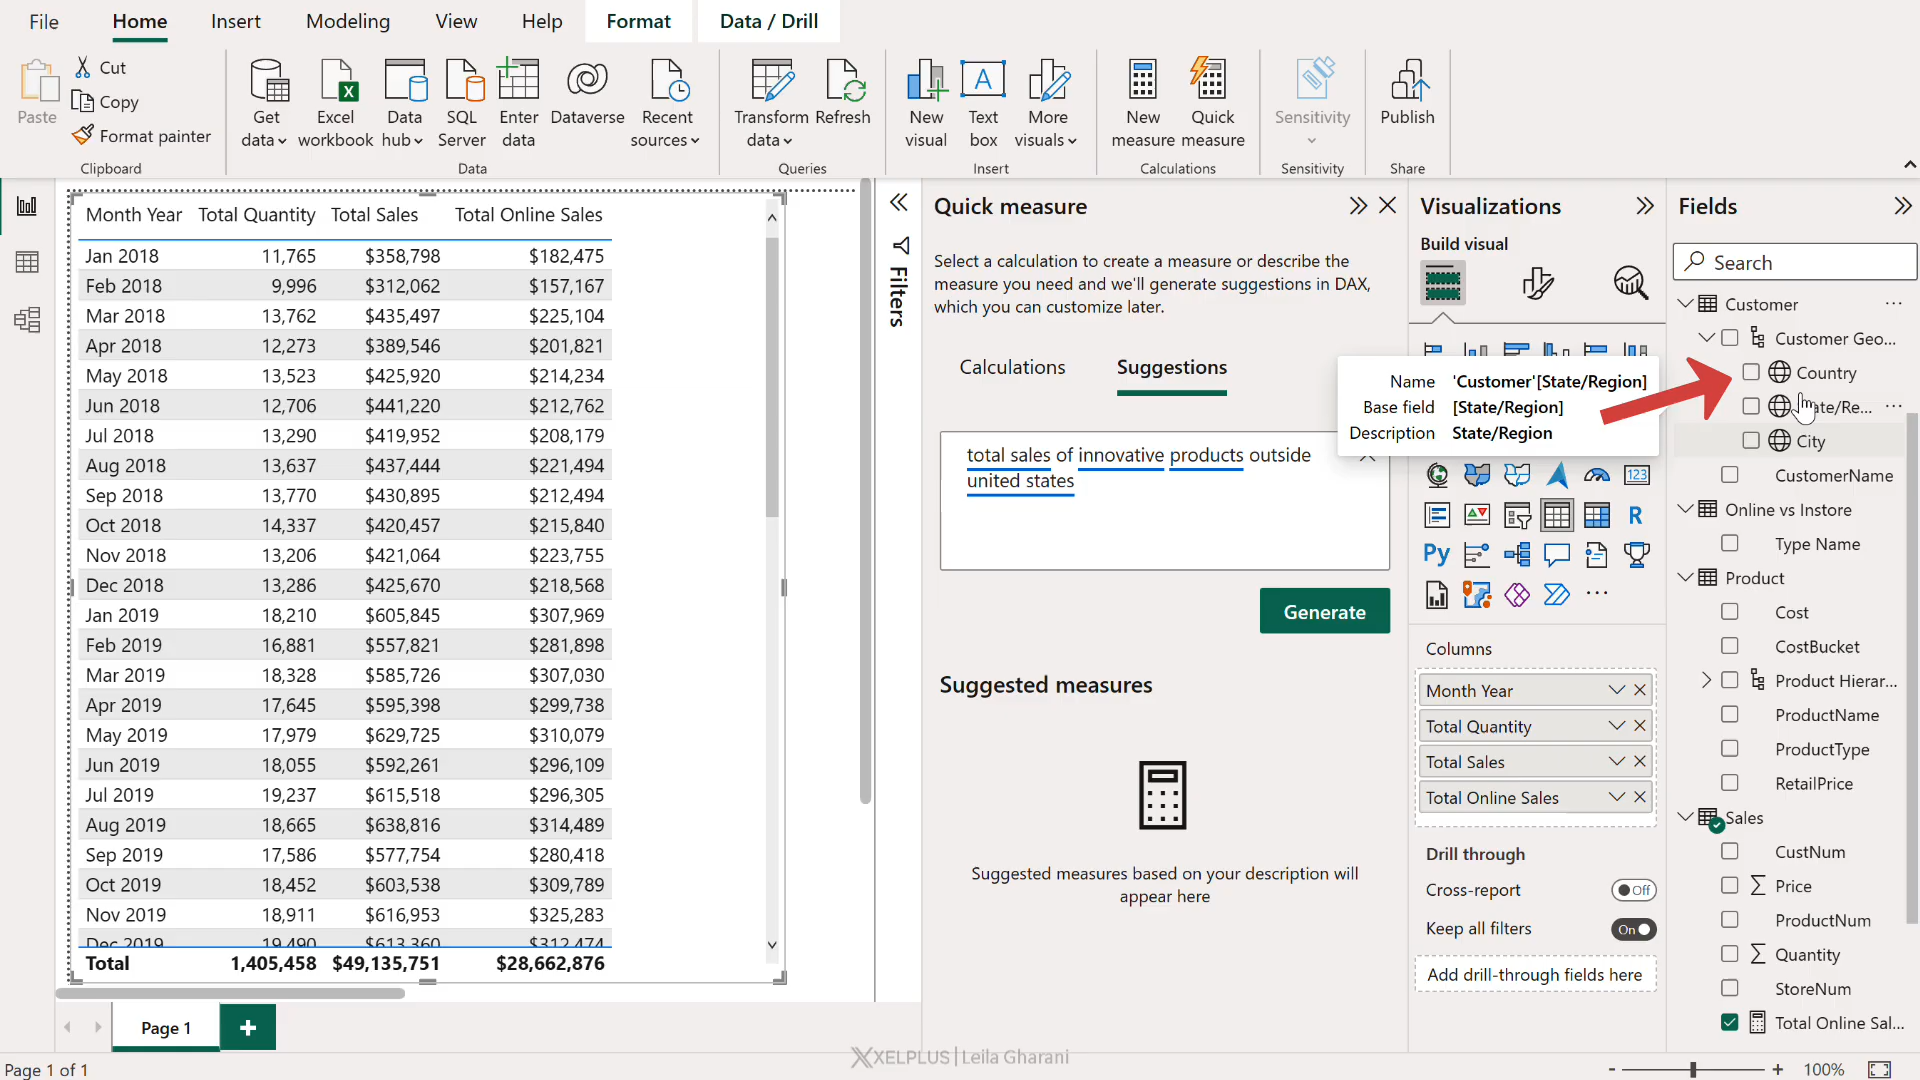 File Home Insert Modeling View Help Format Data / Drill
Paste
Cut
Copy
Format painter
Clipboard
Get data
Excel workbook
Data hub
SQL Server
Enter data
Dataverse
Recent sources
Data
Transform data
Refresh
Queries
New visual
Text box
More visuals
Insert
New measure
Quick measure
Calculations
Sensitivity
Sensitivity
Publish
Share
Month Year Total Quantity Total Sales Total Online Sales
Jan 2018 11,765 $358,798 $182,475
Feb 2018 9,996 $312,062 $157,167
Mar 2018 13,762 $435,497 $225,104
Apr 2018 12,273 $389,546 $201,821
May 2018 13,523 $425,920 $214,234
Jun 2018 12,706 $441,220 $212,762
Jul 2018 13,290 $419,952 $208,179
Aug 2018 13,637 $437,444 $221,494
Sep 2018 13,770 $430,895 $212,494
Oct 2018 14,337 $420,457 $215,840
Nov 2018 13,206 $421,064 $223,755
Dec 2018 13,286 $425,670 $218,568
Jan 2019 18,210 $605,845 $307,969
Feb 2019 16,881 $557,821 $281,898
Mar 2019 18,328 $585,726 $307,030
Apr 2019 17,645 $595,398 $299,738
May 2019 17,979 $629,725 $310,079
Jun 2019 18,055 $592,261 $296,109
Jul 2019 19,237 $615,518 $296,305
Aug 2019 18,665 $638,816 $314,489
Sep 2019 17,586 $577,754 $280,418
Oct 2019 18,452 $603,538 $309,789
Nov 2019 18,911 $616,953 $325,283
Dec 2019 19,490 $613,360 $312,474
Total 1,405,458 $49,135,751 $28,662,876
Page 1
Page 1 of 1
Filters
Quick measure
Select a calculation to create a measure or describe the
measure you need and we'll generate suggestions in DAX,
which you can customize later.
Calculations Suggestions
total sales of innovative products outside
united states
Generate
Suggested measures
Suggested measures based on your description will
appear here
XELPLUS | Leila Gharani
Visualizations
Build visual
Name 'Customer'[State/Region]
Base field [State/Region]
Description State/Region
123
R
Py
Columns
Month Year
Total Quantity
Total Sales
Total Online Sales
Drill through
Cross-report Off
Keep all filters On
Add drill-through fields here
Fields
Search
Customer
Customer Geo...
Country
ate/Re...
City
CustomerName
Online vs Instore
Type Name
Product
Cost
CostBucket
Product Hierar...
ProductName
ProductType
RetailPrice
Sales
CustNum
Price
ProductNum
Quantity
StoreNum
Total Online Sal...
- + 100%